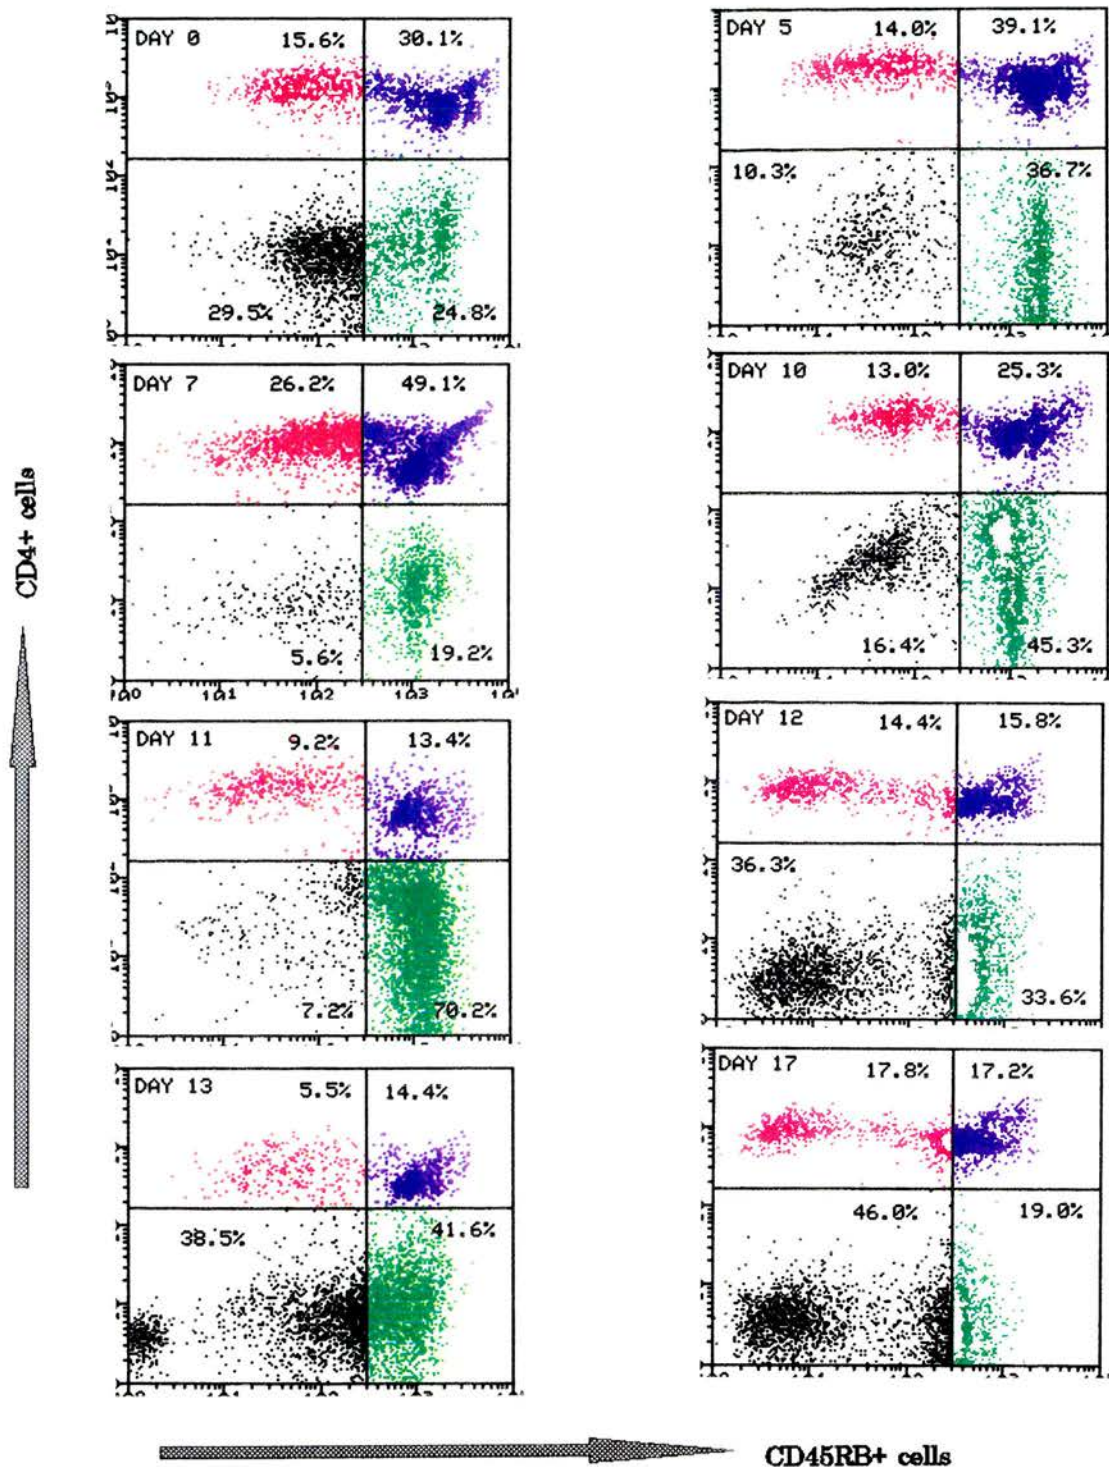 DAY 0 15.6% 30.1%
29.5% 24.8%
DAY 5 14.0% 39.1%
10.3% 36.7%
DAY 7 26.2% 49.1%
5.6% 19.2%
10⁰ 10¹ 10² 10³
DAY 10 13.0% 25.3%
16.4% 45.3%
DAY 11 9.2% 13.4%
7.2% 70.2%
DAY 12 14.4% 15.8%
36.3%
33.6%
DAY 13 5.5% 14.4%
38.5% 41.6%
DAY 17 17.8% 17.2%
46.0% 19.0%
CD4+ cells
CD45RB+ cells